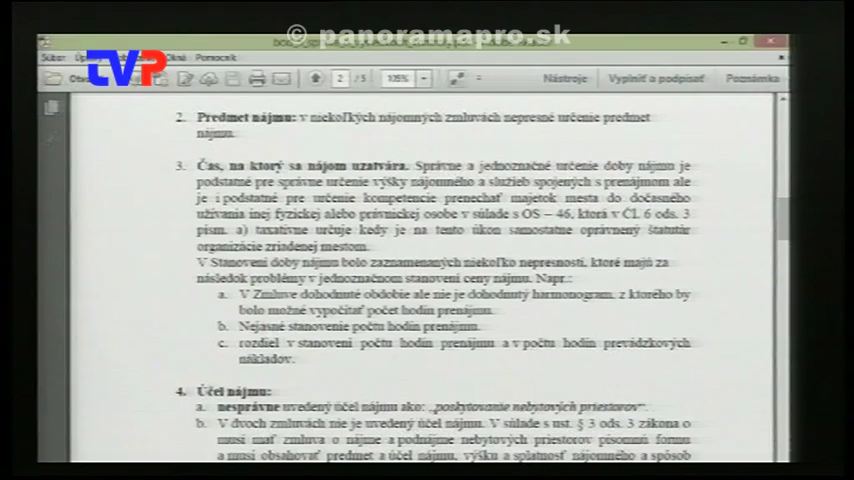 © panoramapro.sk
TVP
Súbor
Okná Pomocník
2 / 5 105%
Nástroje Vyplniť a podpísať Poznámka
2. Predmet nájmu: v niekoľkých nájomných zmluvách nepresné určenie predmet
nájmu.
3. Čas, na ktorý sa nájom uzatvára. Správne a jednoznačné určenie doby nájmu je
podstatné pre správne určenie výšky nájomného a služieb spojených s prenájmom ale
je i podstatné pre určenie kompetencie prenechať majetok mesta do dočasného
užívania inej fyzickej alebo právnickej osobe v súlade s OS – 46, ktorá v Čl. 6 ods. 3
písm. a) taxatívne určuje kedy je na tento úkon samostatne oprávnený štatutár
organizácie zriadenej mestom.
V Stanovení doby nájmu bolo zaznamenaných niekoľko nepresností, ktoré majú za
následok problémy v jednoznačnom stanovení ceny nájmu. Napr.:
a. V Zmluve dohodnuté obdobie ale nie je dohodnutý harmonogram, z ktorého by
bolo možné vypočítať počet hodín prenájmu.
b. Nejasné stanovenie počtu hodín prenájmu.
c. rozdiel v stanovení počtu hodín prenájmu a v počtu hodín prevádzkových
nákladov.
4. Účel nájmu:
a. nesprávne uvedený účel nájmu ako: „poskytovanie nebytových priestorov“.
b. V dvoch zmluvách nie je uvedený účel nájmu. V súlade s ust. § 3 ods. 3 zákona o
musí mať zmluva o nájme a podnájme nebytových priestorov písomnú formu
a musí obsahovať predmet a účel nájmu, výšku a splatnosť nájomného a spôsob